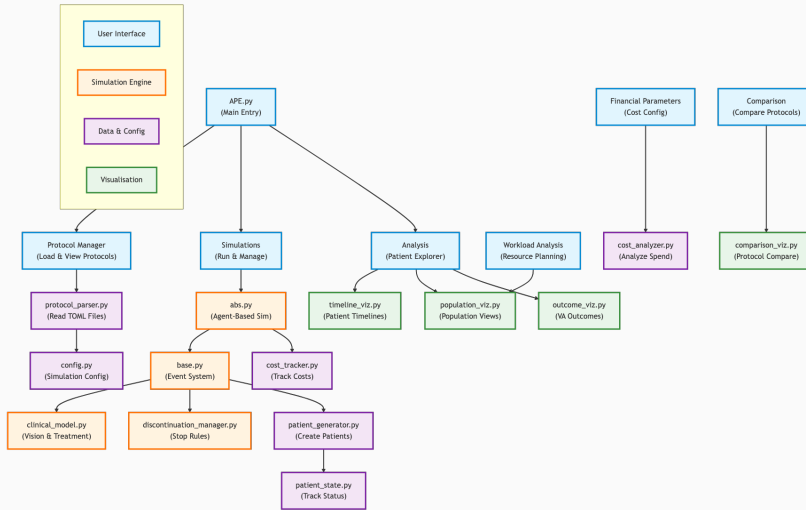 User Interface
Simulation Engine
Data & Config
Visualisation
APE.py
(Main Entry)
Financial Parameters
(Cost Config)
Comparison
(Compare Protocols)
Protocol Manager
(Load & View Protocols)
Simulations
(Run & Manage)
Analysis
(Patient Explorer)
Workload Analysis
(Resource Planning)
cost_analyzer.py
(Analyze Spend)
comparison_viz.py
(Protocol Compare)
protocol_parser.py
(Read TOML Files)
abs.py
(Agent-Based Sim)
timeline_viz.py
(Patient Timelines)
population_viz.py
(Population Views)
outcome_viz.py
(VA Outcomes)
config.py
(Simulation Config)
base.py
(Event System)
cost_tracker.py
(Track Costs)
clinical_model.py
(Vision & Treatment)
discontinuation_manager.py
(Stop Rules)
patient_generator.py
(Create Patients)
patient_state.py
(Track Status)